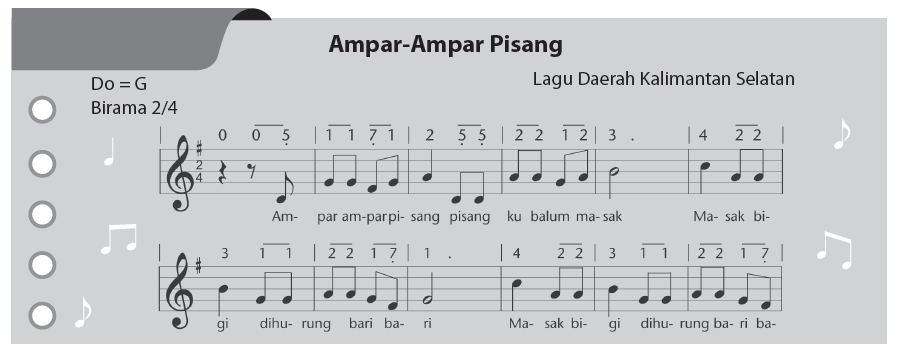 Ampar-Ampar Pisang
Do = G
Lagu Daerah Kalimantan Selatan
Birama 2/4
0 0 5̣ | 1 1 7̣ 1 | 2 5̣ 5̣ | 2 2 1 2 | 3 . | 4 2 2 |
2
4
Am- par am-parpi- sang pisang ku balum ma-sak Ma- sak bi-
3 1 1 | 2 2 1 7̣ | 1 . | 4 2 2 | 3 1 1 | 2 2 1 7̣ |
gi dihu- rung bari ba- ri Ma- sak bi- gi dihu- rung ba- ri ba-